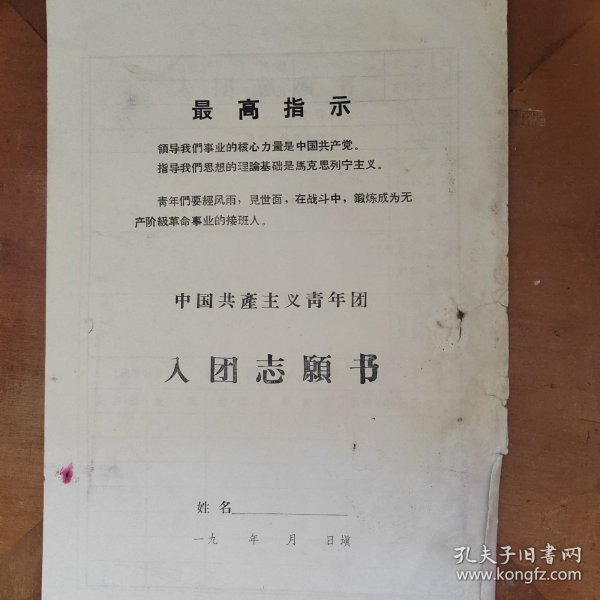 最高指示
領导我們事业的核心力量是中国共产党。
指导我們思想的理論基础是馬克思列宁主义。
青年們要經风雨，見世面，在战斗中，鍛炼成为无
产阶級革命事业的接班人。
中国共產主义青年团
入团志願书
姓名
一九 年 月 日塡
孔夫子旧书网
www.kongfz.com